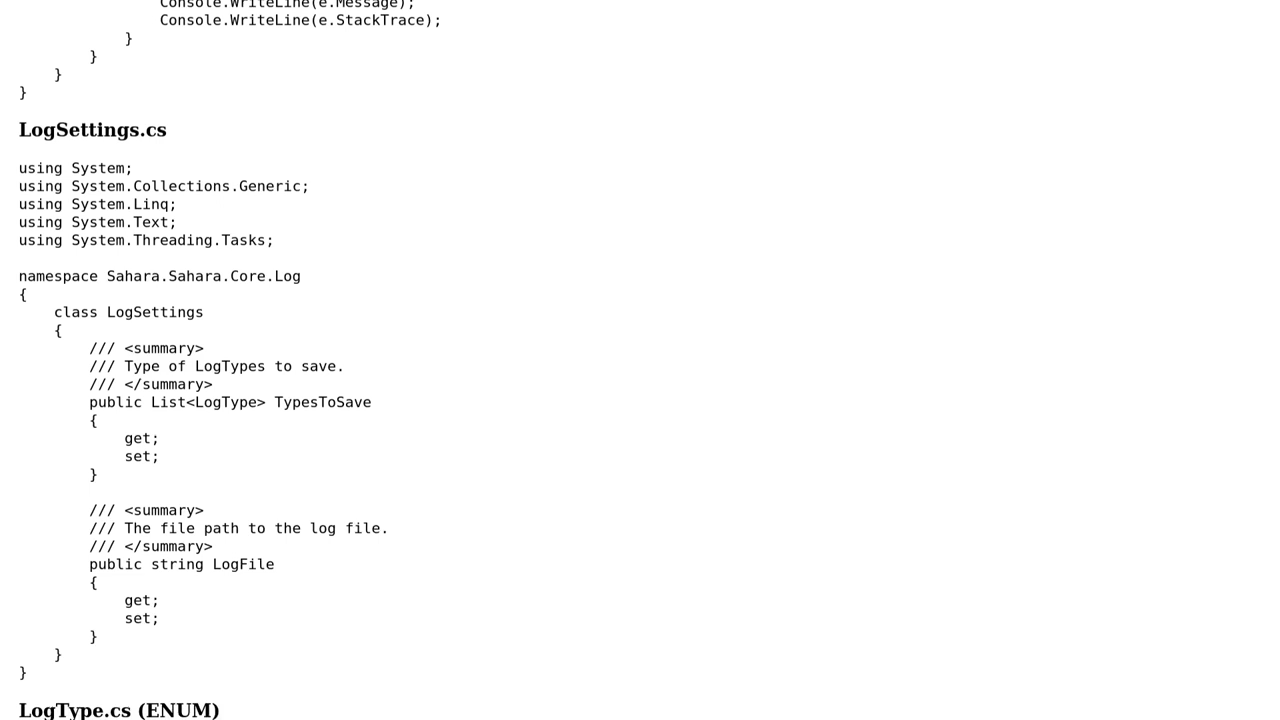 Console.WriteLine(e.Message);
                Console.WriteLine(e.StackTrace);
            }
        }
    }
}
LogSettings.cs
using System;
using System.Collections.Generic;
using System.Linq;
using System.Text;
using System.Threading.Tasks;
namespace Sahara.Sahara.Core.Log
{
    class LogSettings
    {
        /// <summary>
        /// Type of LogTypes to save.
        /// </summary>
        public List<LogType> TypesToSave
        {
            get;
            set;
        }
        /// <summary>
        /// The file path to the log file.
        /// </summary>
        public string LogFile
        {
            get;
            set;
        }
    }
}
LogType.cs (ENUM)